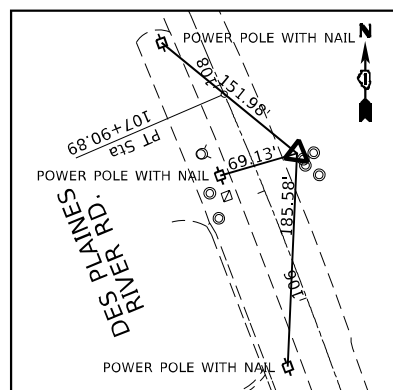 POWER POLE WITH NAIL
N
151.98'
108
PT Sta
107+90.89
69.13'
POWER POLE WITH NAIL
185.58'
DES PLAINES
RIVER RD.
106
POWER POLE WITH NAIL